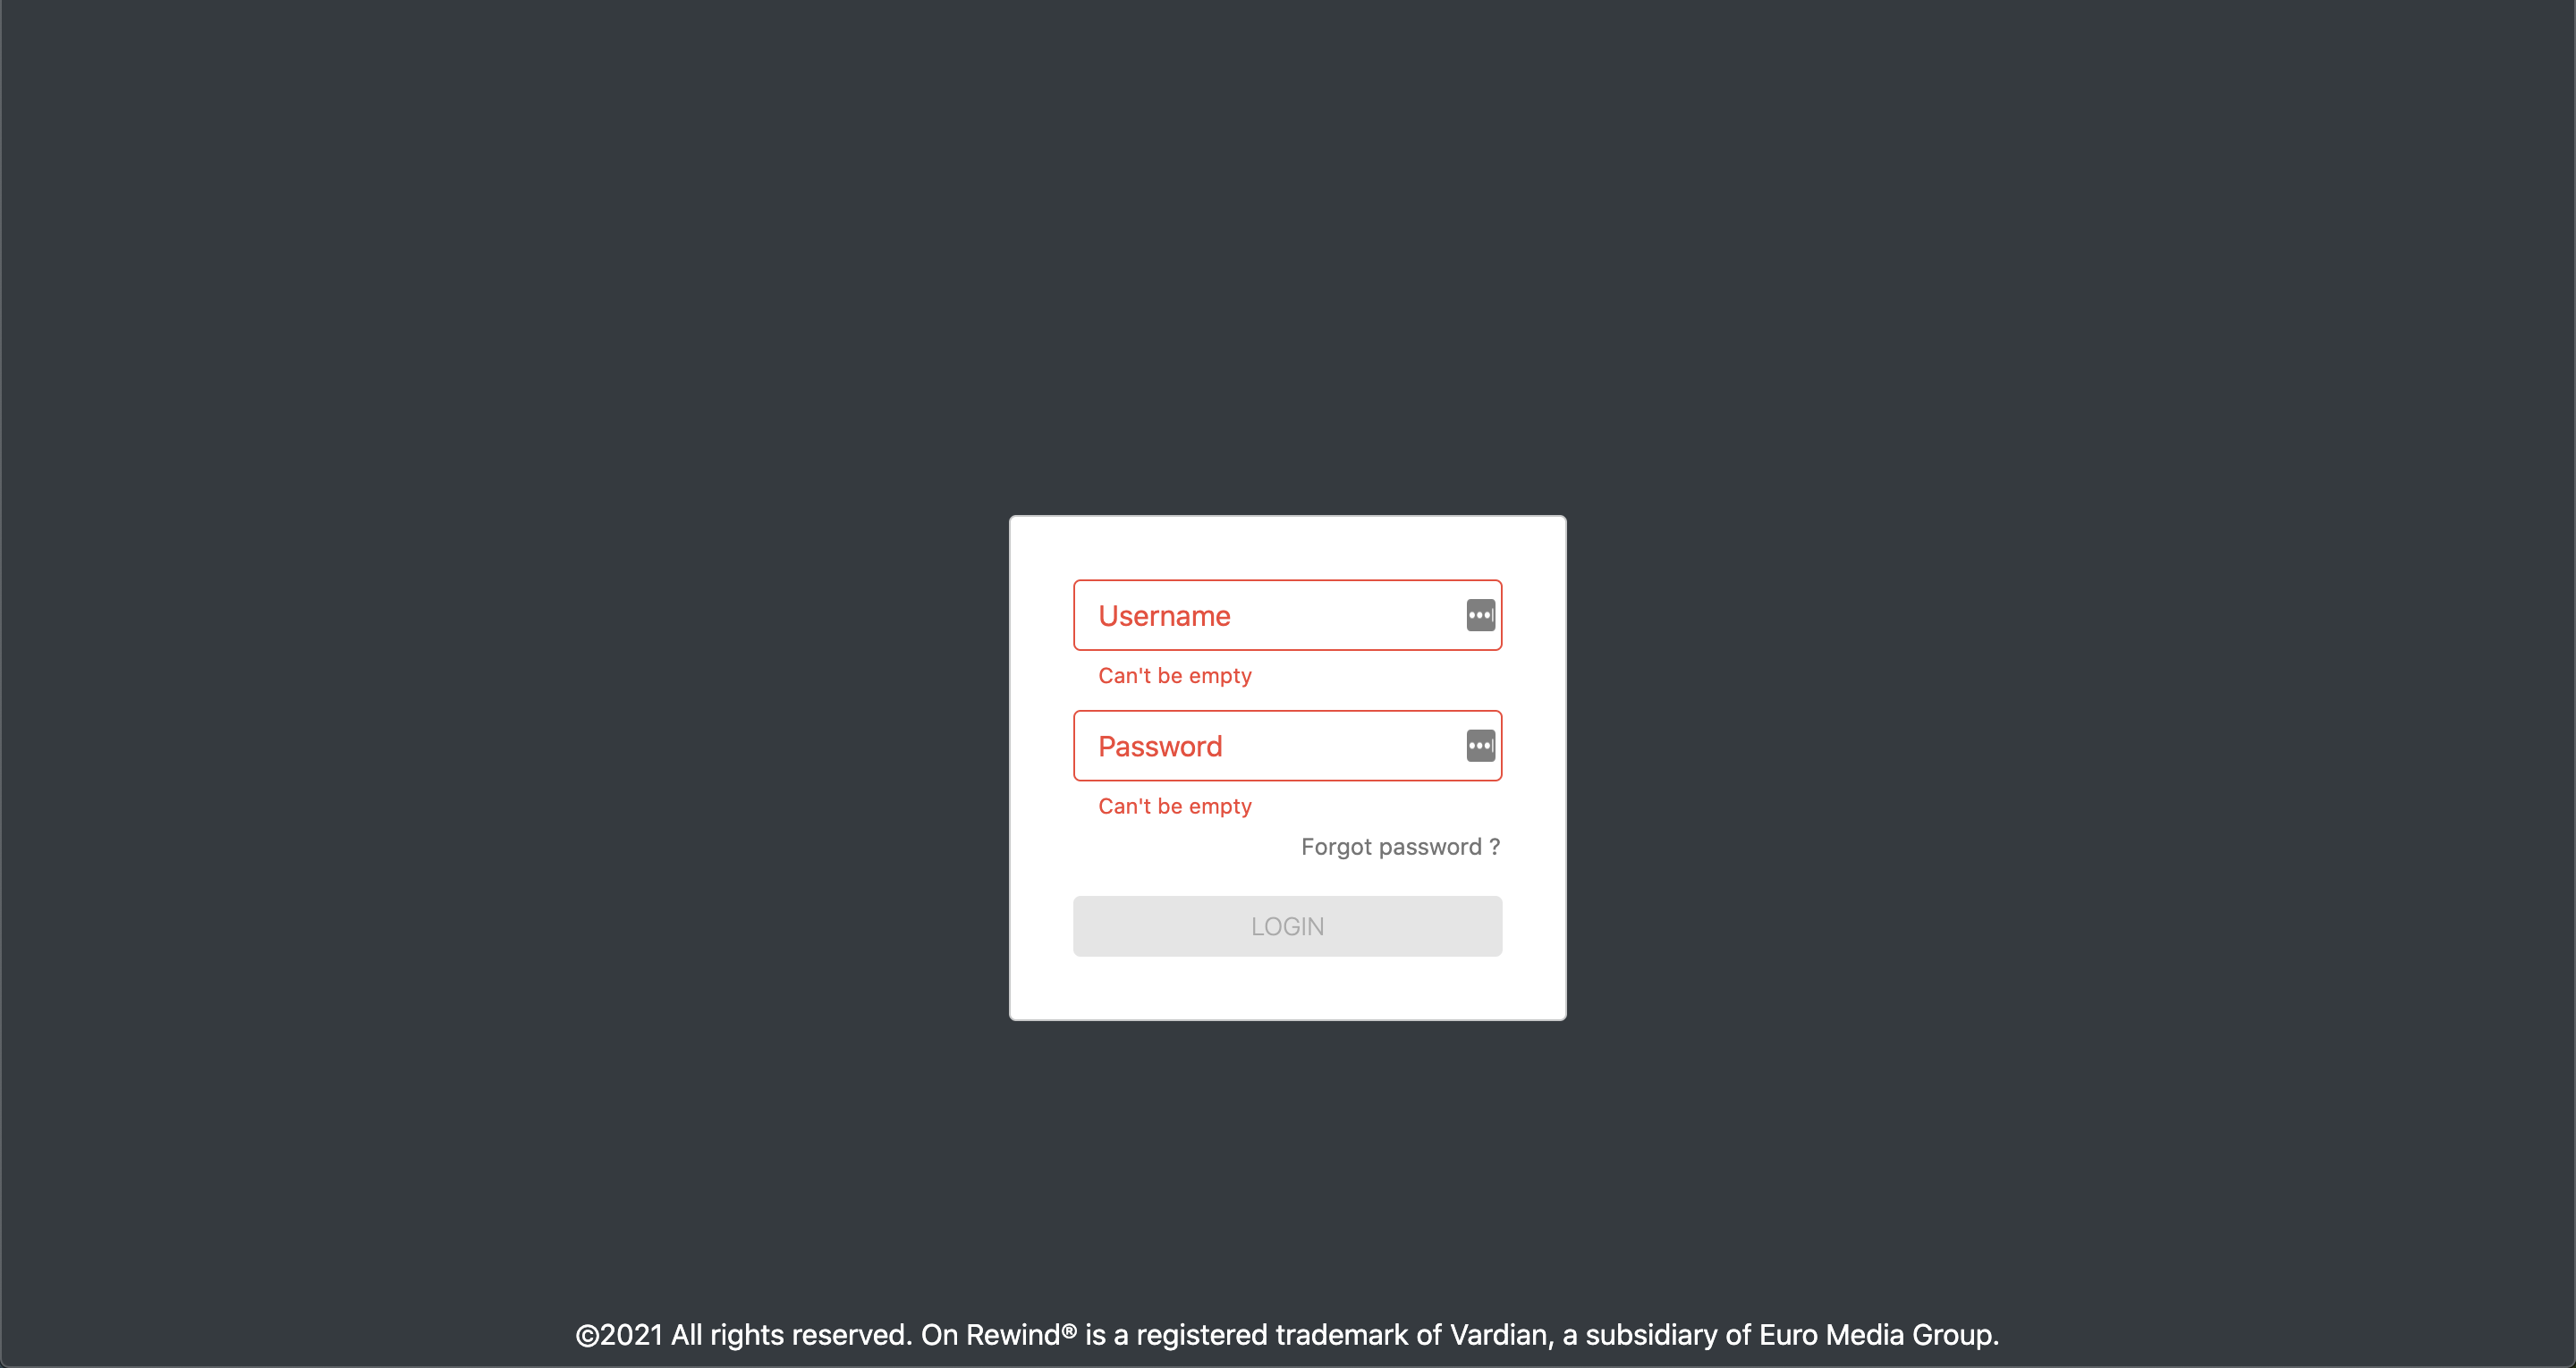 Username
Can't be empty
Password
Can't be empty
Forgot password ?
LOGIN
©2021 All rights reserved. On Rewind® is a registered trademark of Vardian, a subsidiary of Euro Media Group.